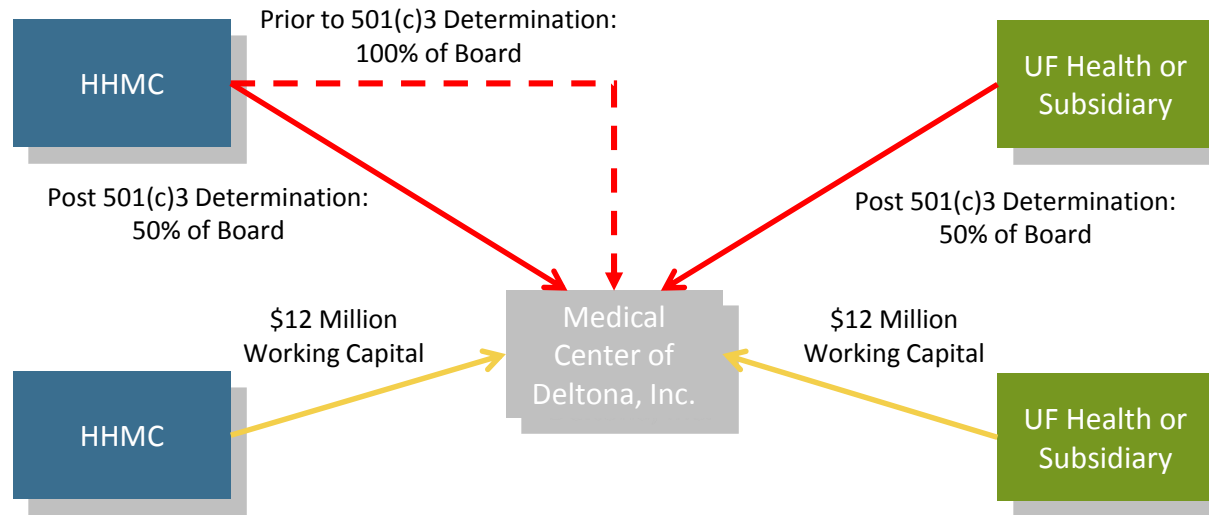 Prior to 501(c)3 Determination:
100% of Board
HHMC
UF Health or
Subsidiary
Post 501(c)3 Determination:
50% of Board
Post 501(c)3 Determination:
50% of Board
$12 Million
Working Capital
Medical
Center of
Deltona, Inc.
$12 Million
Working Capital
HHMC
UF Health or
Subsidiary